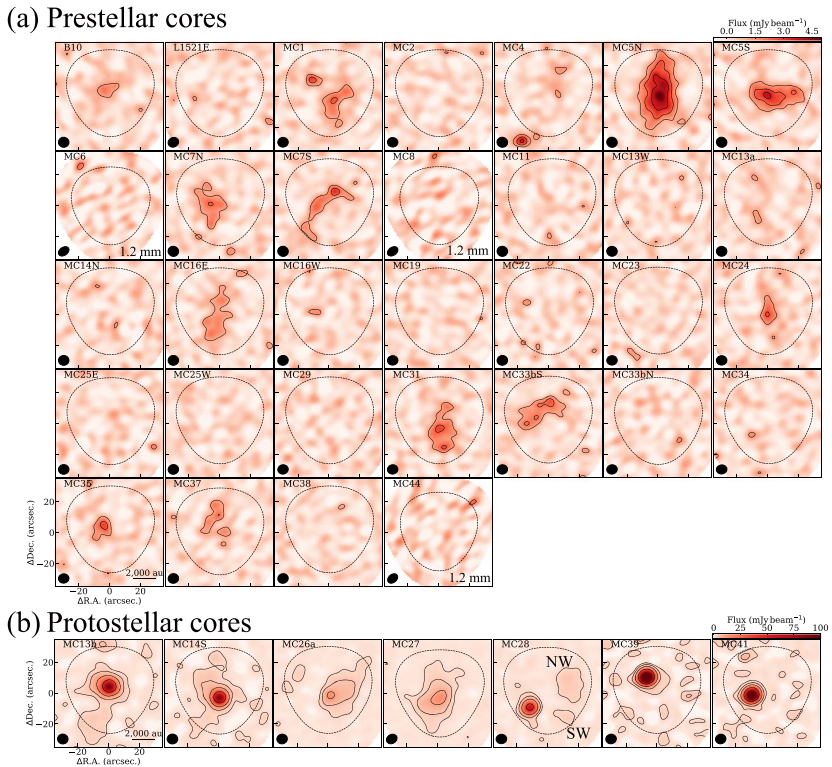 (a) Prestellar cores
Flux (mJy beam⁻¹)
0.0 1.5 3.0 4.5
B10 L1521E MC1 MC2 MC4 MC5N MC5S
MC6 MC7N MC7S MC8 MC11 MC13W MC13a
1.2 mm 1.2 mm
MC14N MC16E MC16W MC19 MC22 MC23 MC24
MC25E MC25W MC29 MC31 MC33bS MC33bN MC34
MC35 MC37 MC38 MC44
20
0
−20
ΔDec. (arcsec.)
2,000 au 1.2 mm
−20 0 20
ΔR.A. (arcsec.)
(b) Protostellar cores
Flux (mJy beam⁻¹)
0 25 50 75 100
MC13b MC14S MC26a MC27 MC28 MC39 MC41
20
0
−20
ΔDec. (arcsec.)
NW
SW
2,000 au
−20 0 20
ΔR.A. (arcsec.)